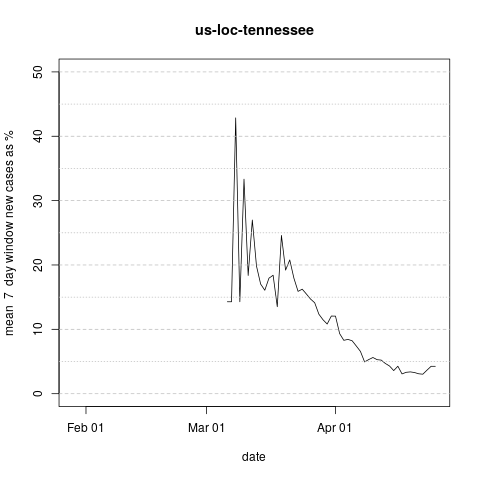 us-loc-tennessee
mean  7  day window new cases as %
50
40
30
20
10
0
Feb 01
Mar 01
Apr 01
date